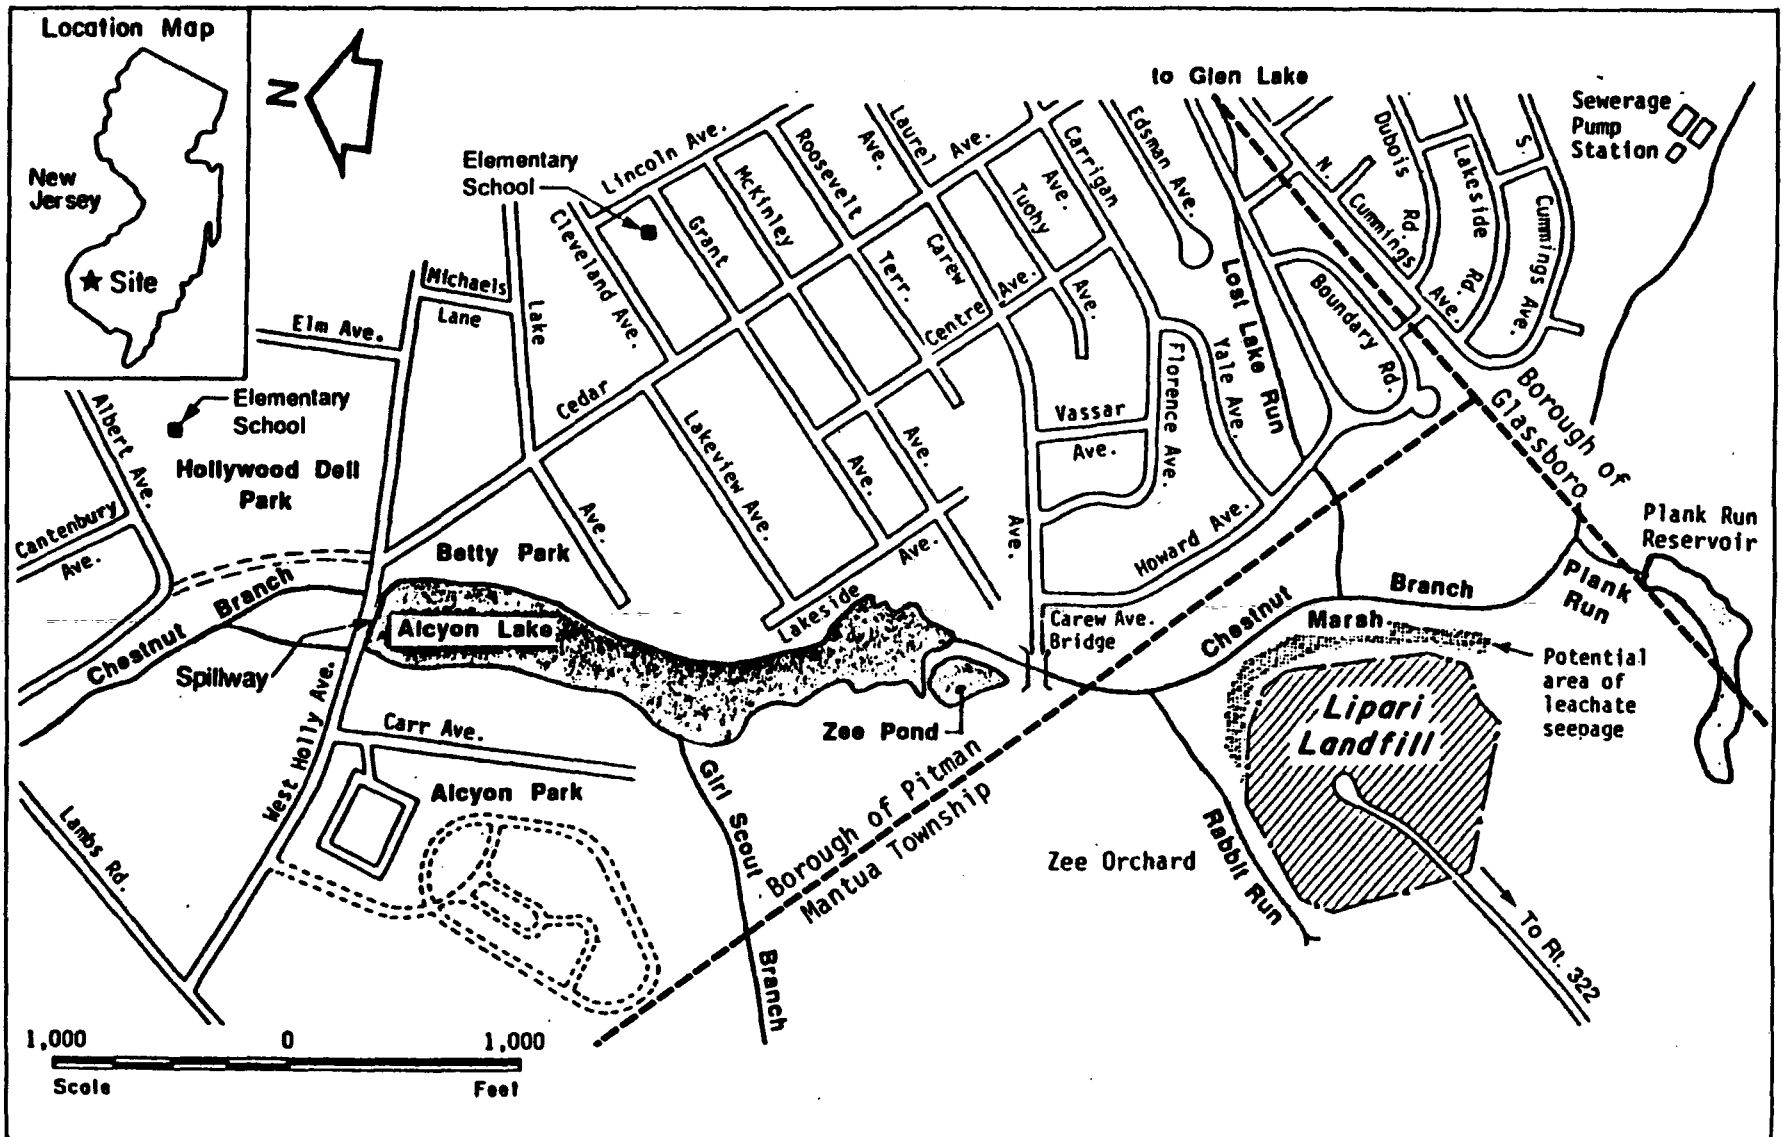 Location Map
New
Jersey
Site
N
to Glen Lake
Sewerage
Pump
Station
Elementary
School
Lincoln Ave.
Cleveland Ave.
Grant
McKinley
Roosevelt
Ave.
Laurel
Ave.
Terr.
Carew
Tuohy
Ave.
Carrigan
Edsman Ave.
Centre Ave.
Ave.
N.
Cummings
Ave.
Dubois
Rd.
Lakeside
Rd.
S.
Cummings Ave.
Boundary Rd.
Lost Lake Run
Yale Ave.
Florence Ave.
Vassar
Ave.
Howard Ave.
Michaels
Lane
Lake
Elm Ave.
Cedar
Elementary
School
Hollywood Dell
Park
Albert Ave.
Cantenbury
Ave.
Lakeview Ave.
Ave.
Ave.
Ave.
Ave.
Betty Park
Lakeside
Ave.
Alcyon Lake
Chestnut Branch
Spillway
West Holly Ave.
Carr Ave.
Alcyon Park
Lambs Rd.
Girl Scout
Branch
Zee Pond
Carew Ave.
Bridge
Chestnut
Branch
Marsh
Borough of
Glassboro
Plank Run
Reservoir
Plank
Run
Potential
area of
leachate
seepage
Lipari
Landfill
Borough of Pitman
Mantua Township
Zee Orchard
Rabbit Run
To Rt. 322
1,000
0
1,000
Scale
Feet